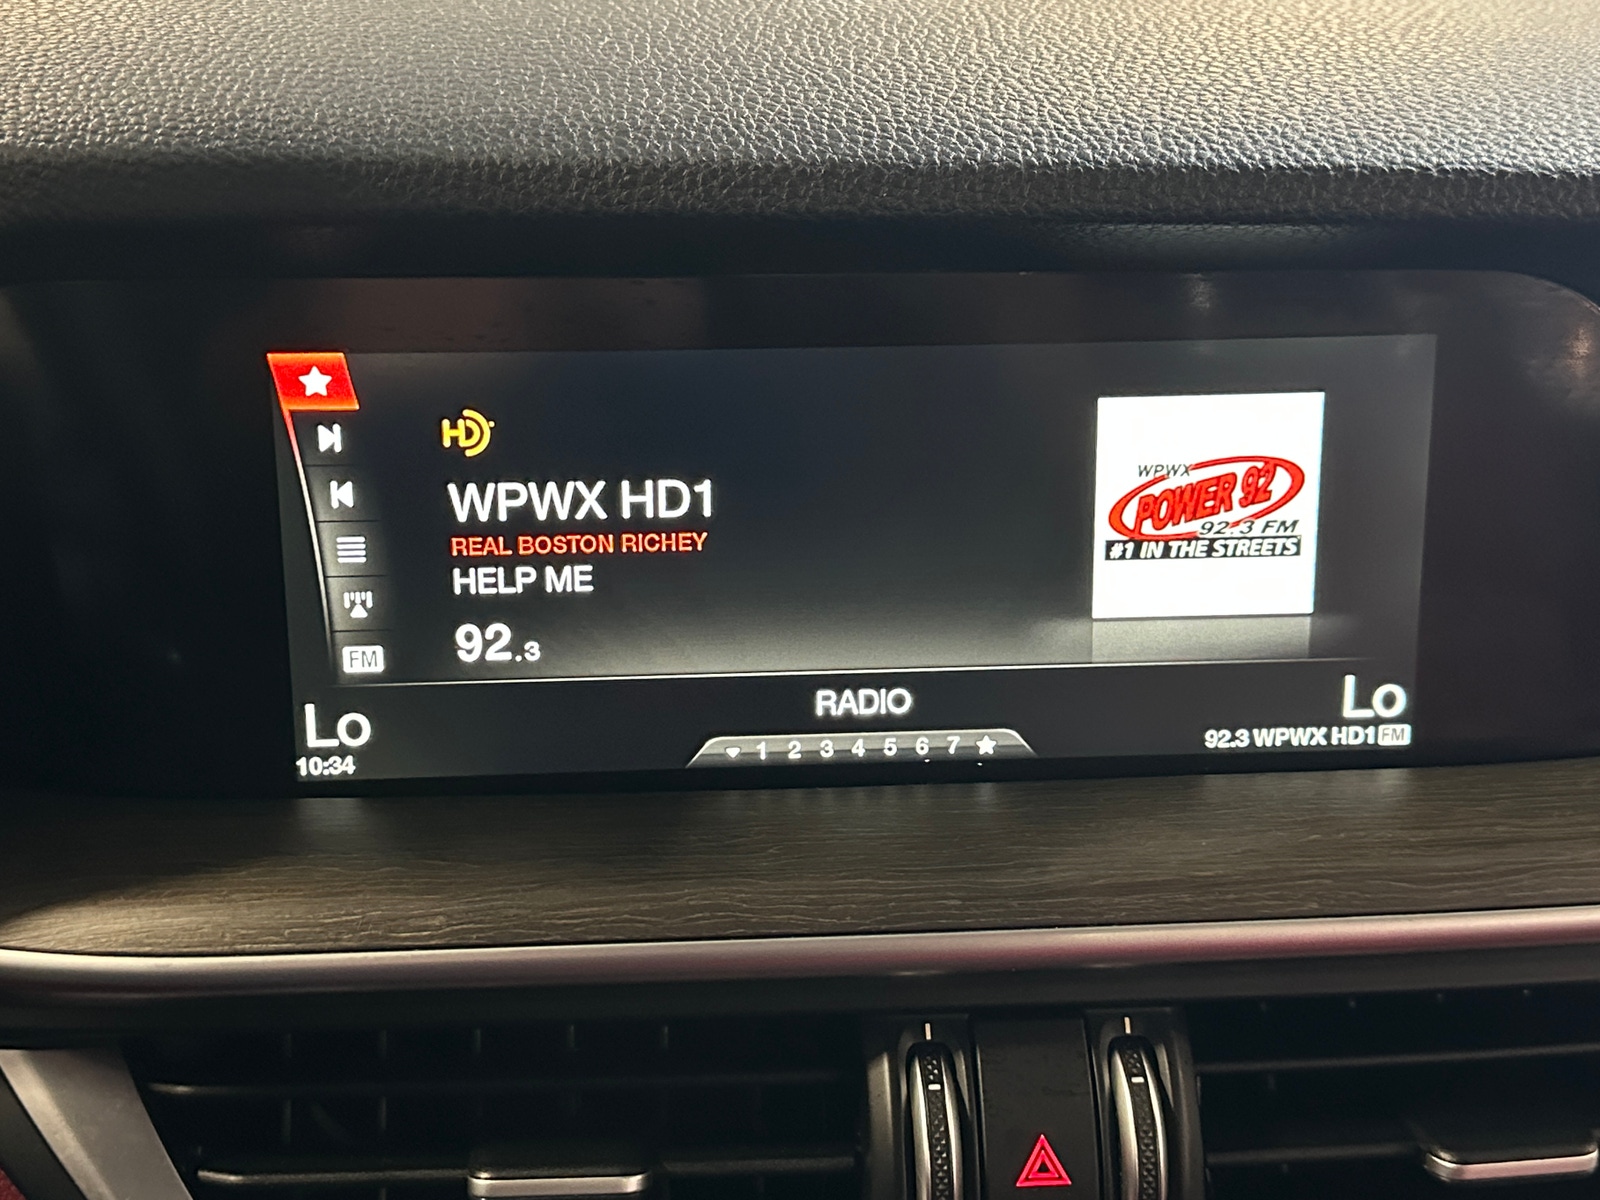 HD
WPWX HD1
REAL BOSTON RICHEY
HELP ME
92.3
FM
WPWX
POWER 92
92.3 FM
#1 IN THE STREETS
Lo
RADIO
Lo
10:34
1 2 3 4 5 6 7
92.3 WPWX HD1 FM